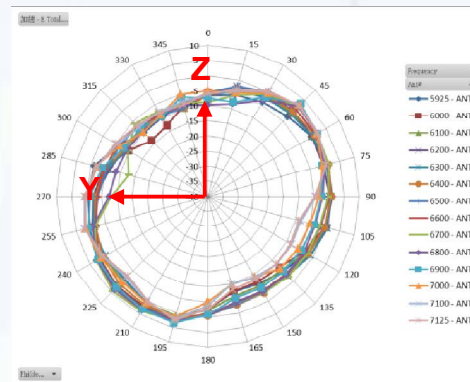 0
15
30
45
60
75
90
105
120
135
150
165
180
195
210
225
240
255
270
285
300
315
330
345
10
5
0
-5
-10
-15
-20
-25
-30
-35
Z
Y
Frequency
5925 - ANT
6000 - ANT
6100 - ANT
6200 - ANT
6300 - ANT
6400 - ANT
6500 - ANT
6600 - ANT
6700 - ANT
6800 - ANT
6900 - ANT
7000 - ANT
7100 - ANT
7125 - ANT